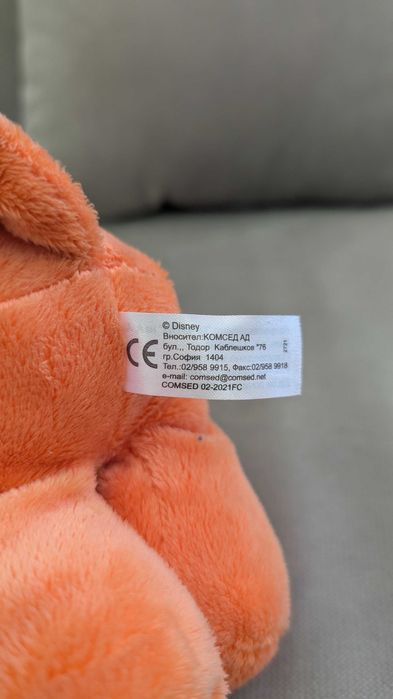 © Disney
Вносител:КОМСЕД АД
бул.,, Тодор Каблешков "76
гр.София 1404
Тел.:02/958 9915, Факс:02/958 9918
e-mail: comsed@comsed.net
COMSED 02-2021FC
CE
2721